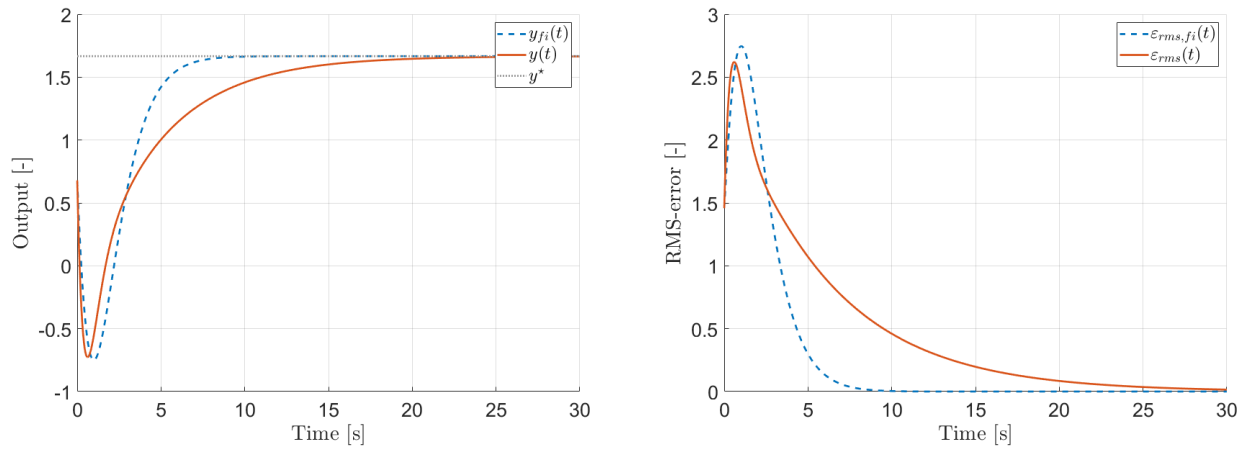 2
1.5
1
0.5
0
-0.5
-1
Output [-]
0 5 10 15 20 25 30
Time [s]
y_{fi}(t)
y(t)
y^⋆
3
2.5
2
1.5
1
0.5
0
RMS-error [-]
0 5 10 15 20 25 30
Time [s]
ε_{rms,fi}(t)
ε_{rms}(t)